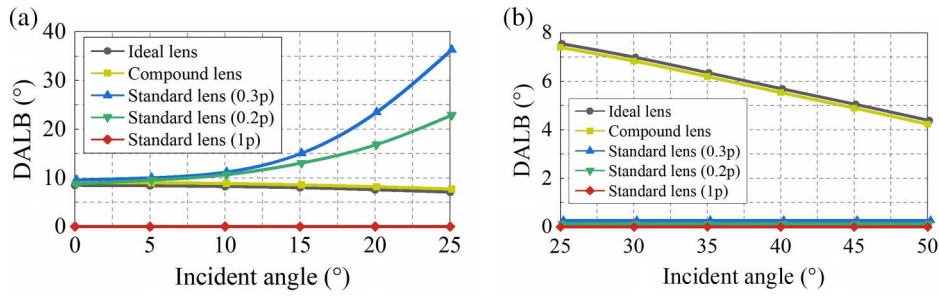 (a)
DALB (°)
40
30
20
10
0
Ideal lens
Compound lens
Standard lens (0.3p)
Standard lens (0.2p)
Standard lens (1p)
0 5 10 15 20 25
Incident angle (°)
(b)
DALB (°)
8
6
4
2
0
Ideal lens
Compound lens
Standard lens (0.3p)
Standard lens (0.2p)
Standard lens (1p)
25 30 35 40 45 50
Incident angle (°)